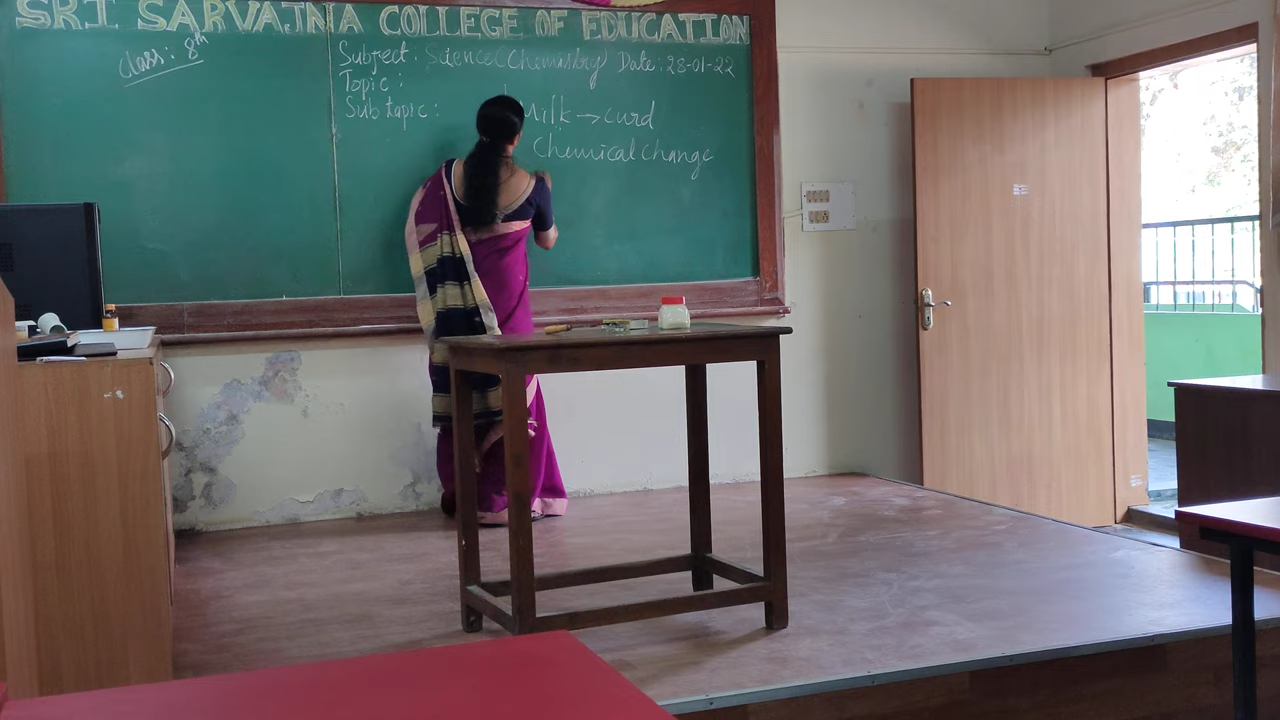 SRI SARVAJNA COLLEGE OF EDUCATION
Class: 8th
Subject: Science (Chemistry) Date: 28-01-22
Topic:
Sub topic:
Milk → curd
Chemical change